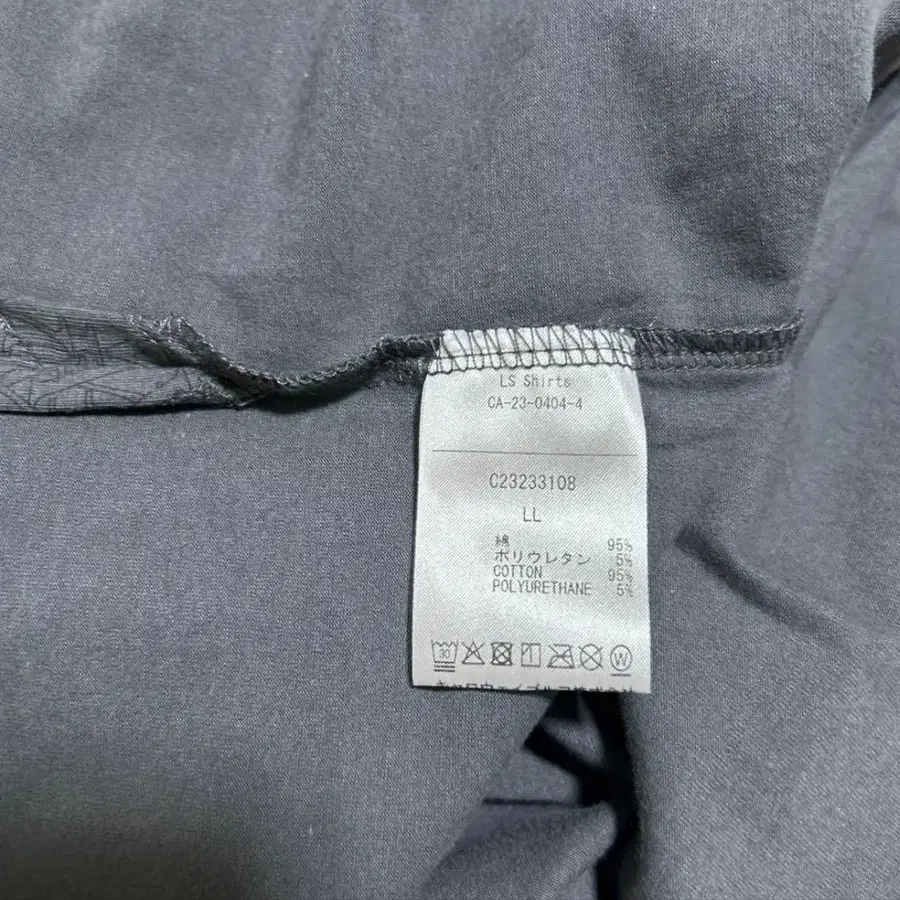 LS Shirts
CA-23-0404-4
C23233108
LL
綿 95%
ポリウレタン 5%
COTTON 95%
POLYURETHANE 5%
30
W